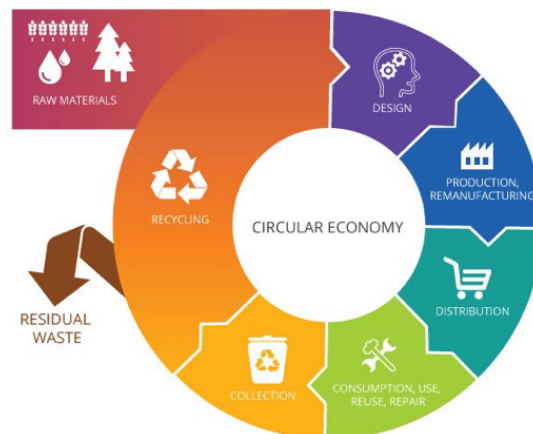 RAW MATERIALS
DESIGN
PRODUCTION,
REMANUFACTURING
DISTRIBUTION
CONSUMPTION, USE,
REUSE, REPAIR
COLLECTION
RECYCLING
RESIDUAL
WASTE
CIRCULAR ECONOMY